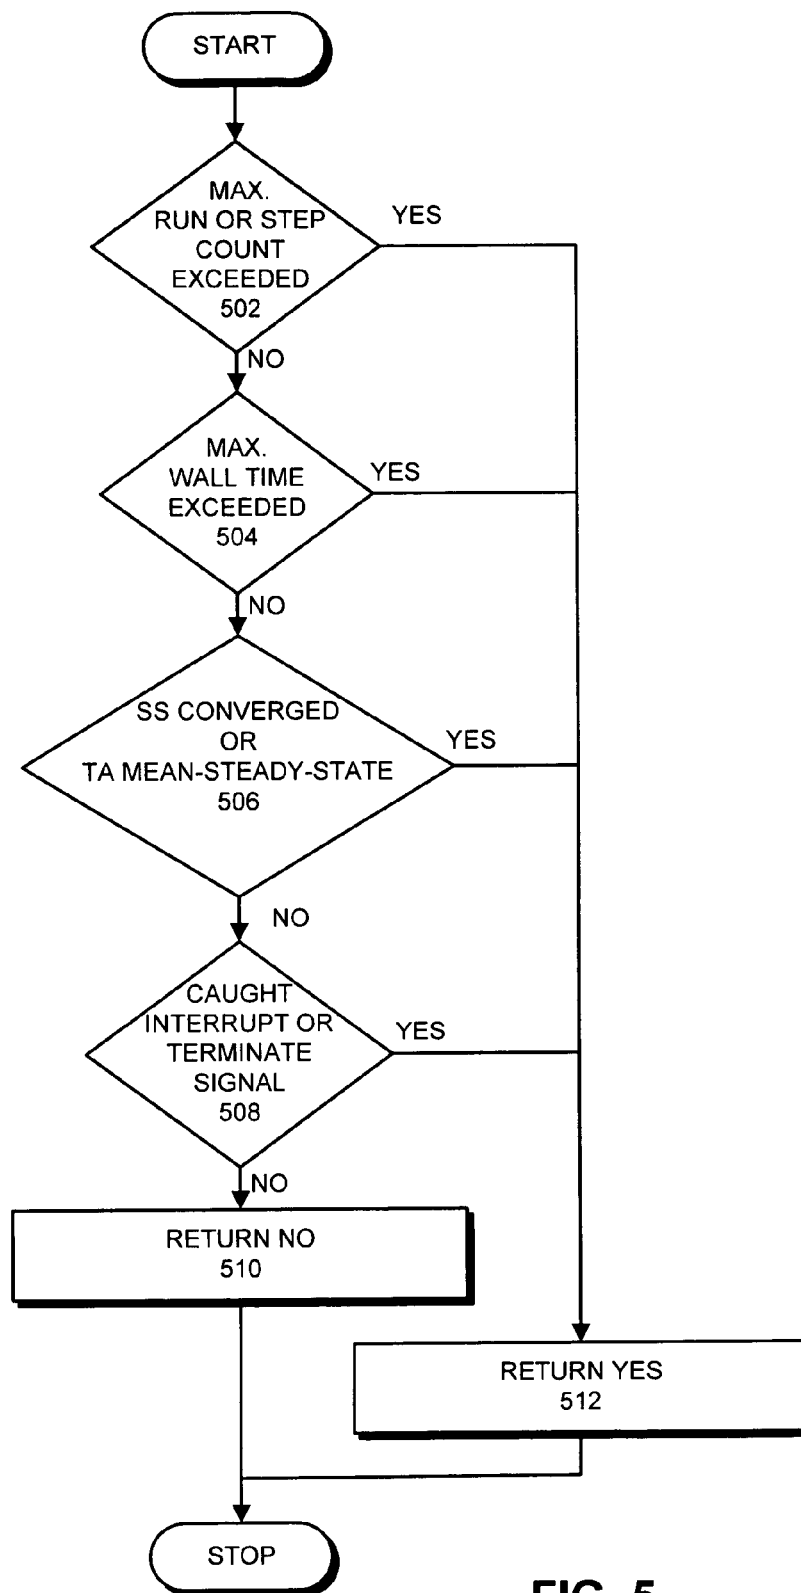 START
MAX.
RUN OR STEP
COUNT
EXCEEDED
502
YES
NO
MAX.
WALL TIME
EXCEEDED
504
YES
NO
SS CONVERGED
OR
TA MEAN-STEADY-STATE
506
YES
NO
CAUGHT
INTERRUPT OR
TERMINATE
SIGNAL
508
YES
NO
RETURN NO
510
RETURN YES
512
STOP
FIG. 5